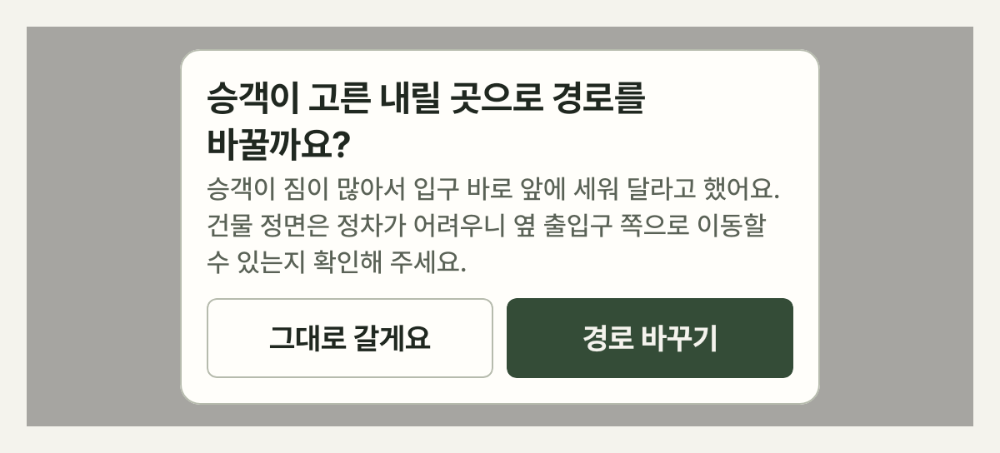 승객이 고른 내릴 곳으로 경로를
바꿀까요?
승객이 짐이 많아서 입구 바로 앞에 세워 달라고 했어요.
건물 정면은 정차가 어려우니 옆 출입구 쪽으로 이동할
수 있는지 확인해 주세요.
그대로 갈게요
경로 바꾸기